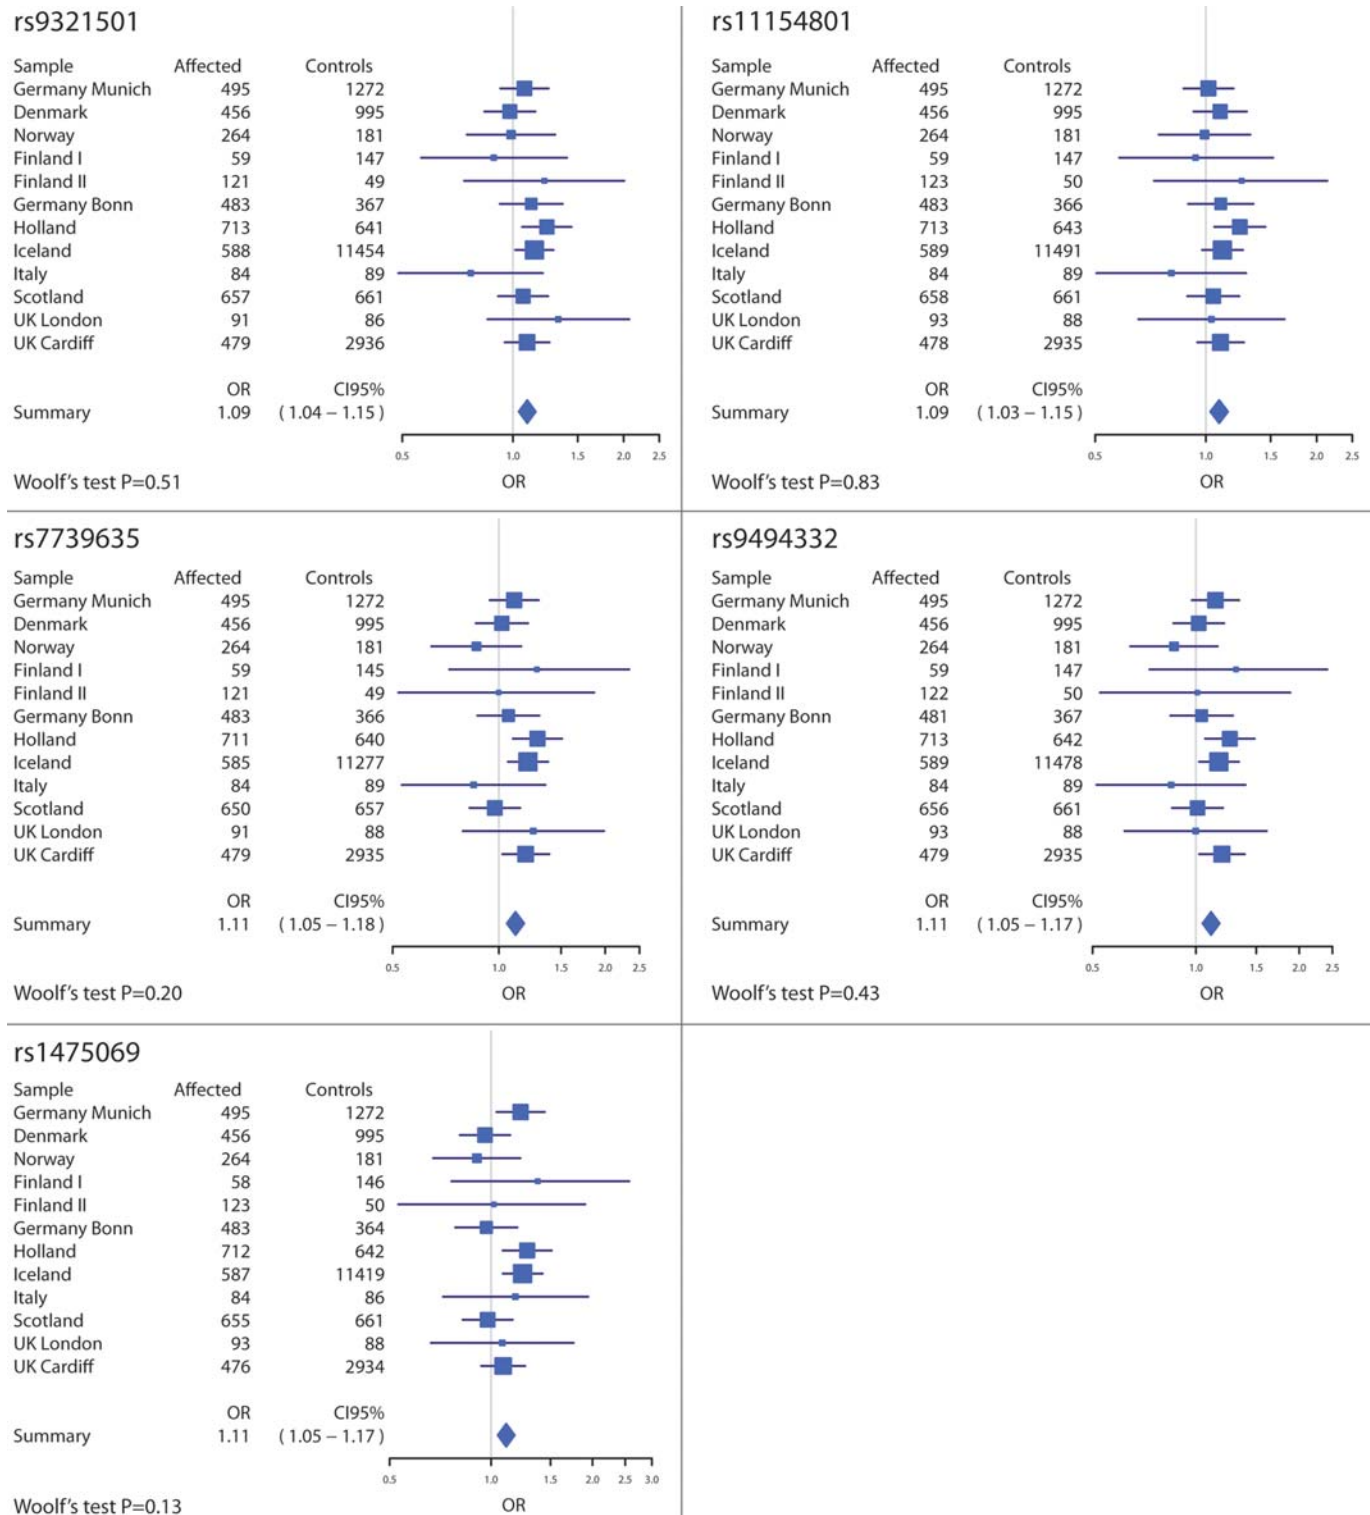 rs9321501
Sample Affected Controls
Germany Munich 495 1272
Denmark 456 995
Norway 264 181
Finland I 59 147
Finland II 121 49
Germany Bonn 483 367
Holland 713 641
Iceland 588 11454
Italy 84 89
Scotland 657 661
UK London 91 86
UK Cardiff 479 2936
OR CI95%
Summary 1.09 ( 1.04 – 1.15 )
0.5 1.0 1.5 2.0 2.5
Woolf’s test P=0.51 OR
rs11154801
Sample Affected Controls
Germany Munich 495 1272
Denmark 456 995
Norway 264 181
Finland I 59 147
Finland II 123 50
Germany Bonn 483 366
Holland 713 643
Iceland 589 11491
Italy 84 89
Scotland 658 661
UK London 93 88
UK Cardiff 478 2935
OR CI95%
Summary 1.09 ( 1.03 – 1.15 )
0.5 1.0 1.5 2.0 2.5
Woolf’s test P=0.83 OR
rs7739635
Sample Affected Controls
Germany Munich 495 1272
Denmark 456 995
Norway 264 181
Finland I 59 145
Finland II 121 49
Germany Bonn 483 366
Holland 711 640
Iceland 585 11277
Italy 84 89
Scotland 650 657
UK London 91 88
UK Cardiff 479 2935
OR CI95%
Summary 1.11 ( 1.05 – 1.18 )
0.5 1.0 1.5 2.0 2.5
Woolf’s test P=0.20 OR
rs9494332
Sample Affected Controls
Germany Munich 495 1272
Denmark 456 995
Norway 264 181
Finland I 59 147
Finland II 122 50
Germany Bonn 481 367
Holland 713 642
Iceland 589 11478
Italy 84 89
Scotland 656 661
UK London 93 88
UK Cardiff 479 2935
OR CI95%
Summary 1.11 ( 1.05 – 1.17 )
0.5 1.0 1.5 2.0 2.5
Woolf’s test P=0.43 OR
rs1475069
Sample Affected Controls
Germany Munich 495 1272
Denmark 456 995
Norway 264 181
Finland I 58 146
Finland II 123 50
Germany Bonn 483 364
Holland 712 642
Iceland 587 11419
Italy 84 86
Scotland 655 661
UK London 93 88
UK Cardiff 476 2934
OR CI95%
Summary 1.11 ( 1.05 – 1.17 )
0.5 1.0 1.5 2.0 2.5 3.0
Woolf’s test P=0.13 OR